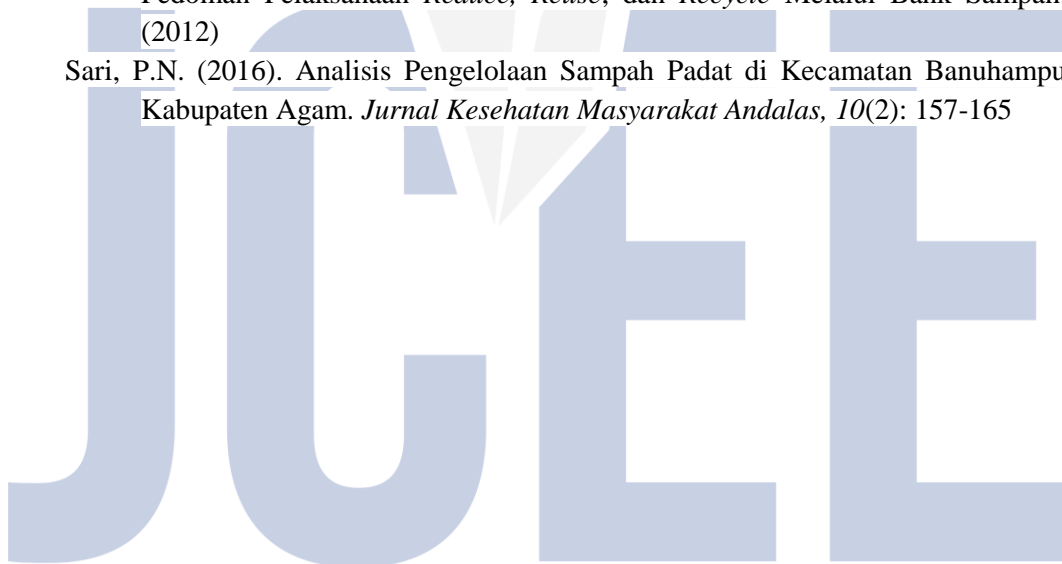 Pedoman Pelaksanaan Reduce, Reuse, dan Recycle Melalui Bank Sampah.
(2012)
Sari, P.N. (2016). Analisis Pengelolaan Sampah Padat di Kecamatan Banuhampu
Kabupaten Agam. Jurnal Kesehatan Masyarakat Andalas, 10(2): 157-165
JCEE